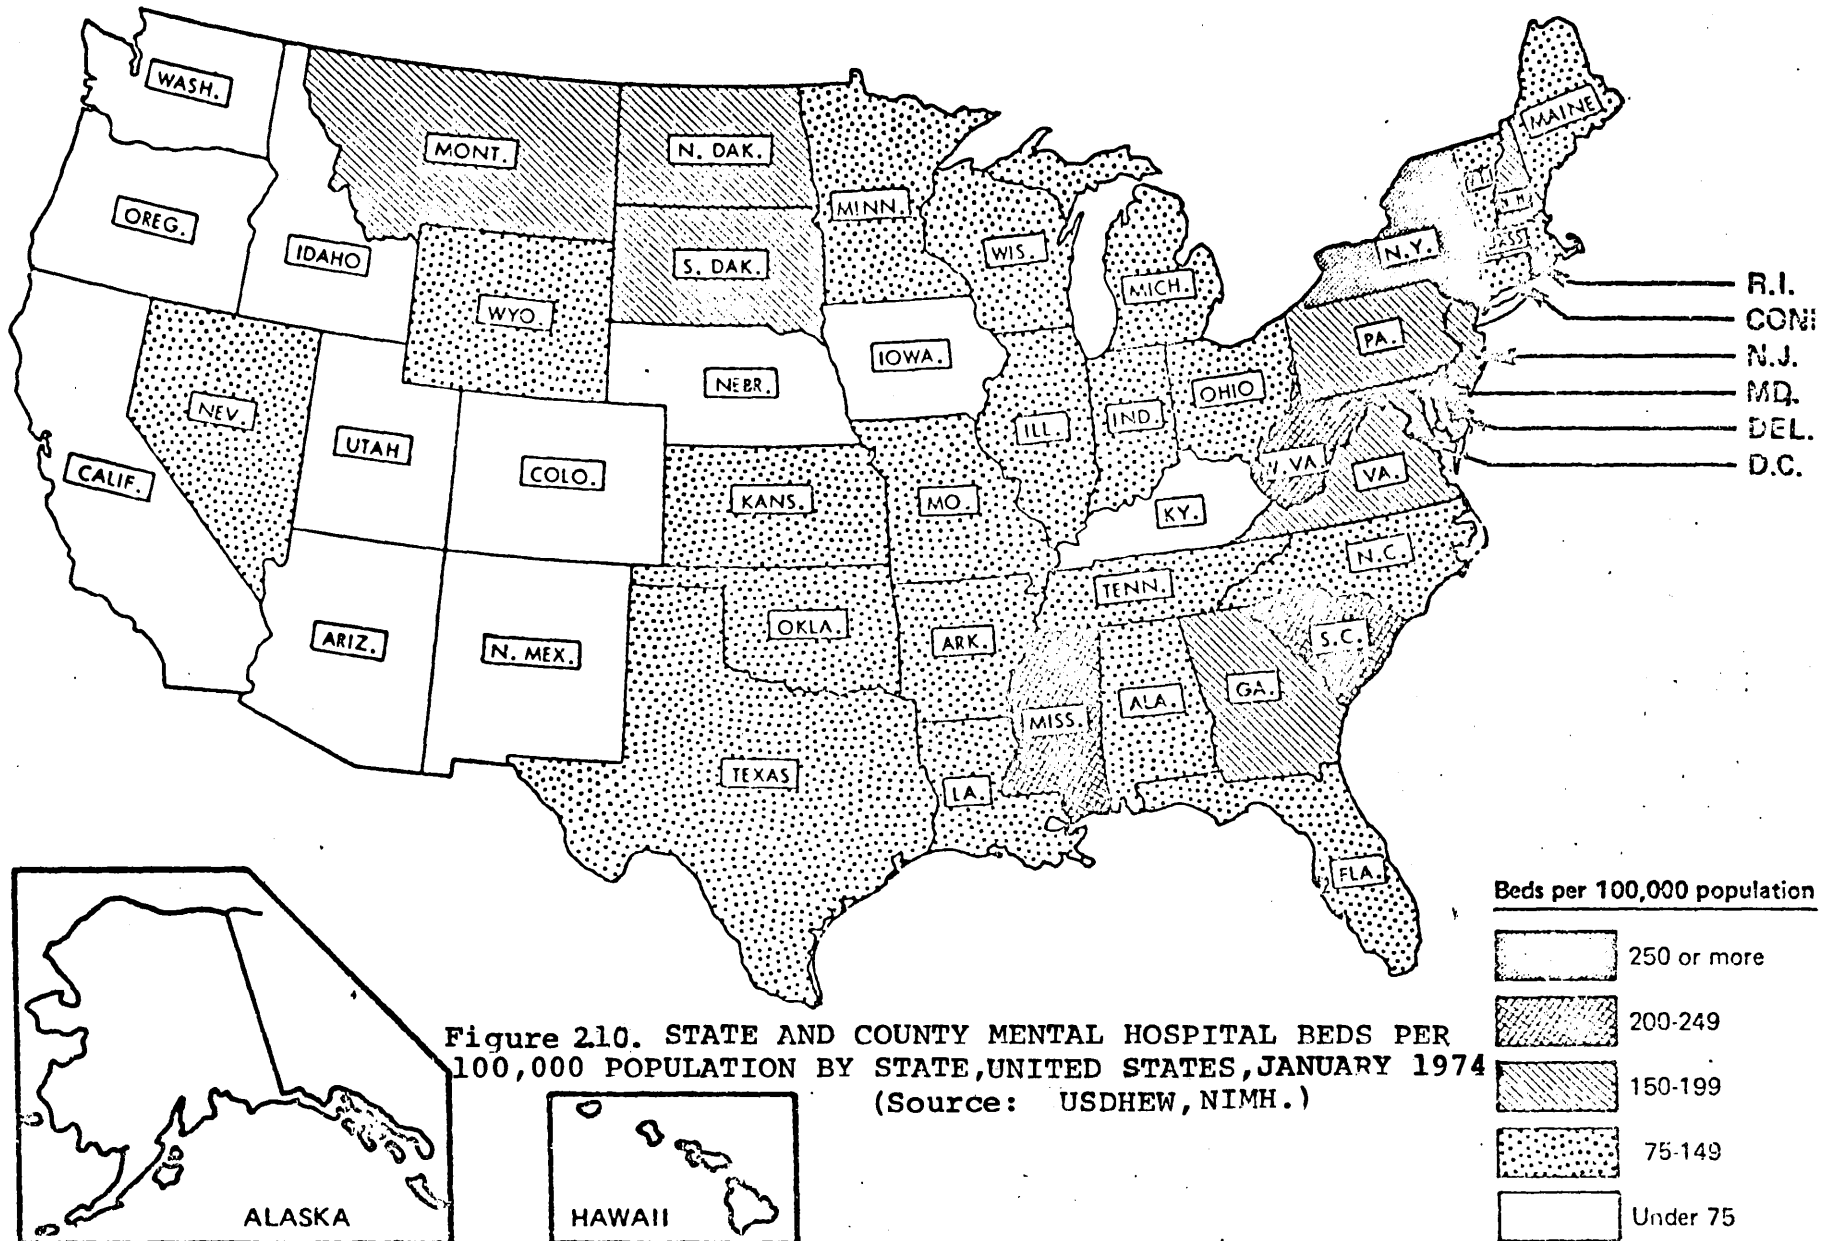 WASH.
MONT.
N. DAK.
MINN.
MAINE
OREG.
IDAHO
S. DAK.
WIS.
MICH.
N.Y.
WYO.
R.I.
IOWA.
PA.
N.J.
NEBR.
OHIO
MD.
NEV.
UTAH
COLO.
ILL.
IND.
DEL.
CALIF.
KANS.
MO.
VA.
D.C.
KY.
N.C.
TENN.
ARIZ.
N. MEX.
OKLA.
ARK.
S.C.
GA.
MISS.
ALA.
TEXAS
LA.
FLA.
Beds per 100,000 population
250 or more
200-249
150-199
75-149
Under 75
Figure 2.10. STATE AND COUNTY MENTAL HOSPITAL BEDS PER
100,000 POPULATION BY STATE,UNITED STATES,JANUARY 1974
(Source: USDHEW,NIMH.)
ALASKA
HAWAII